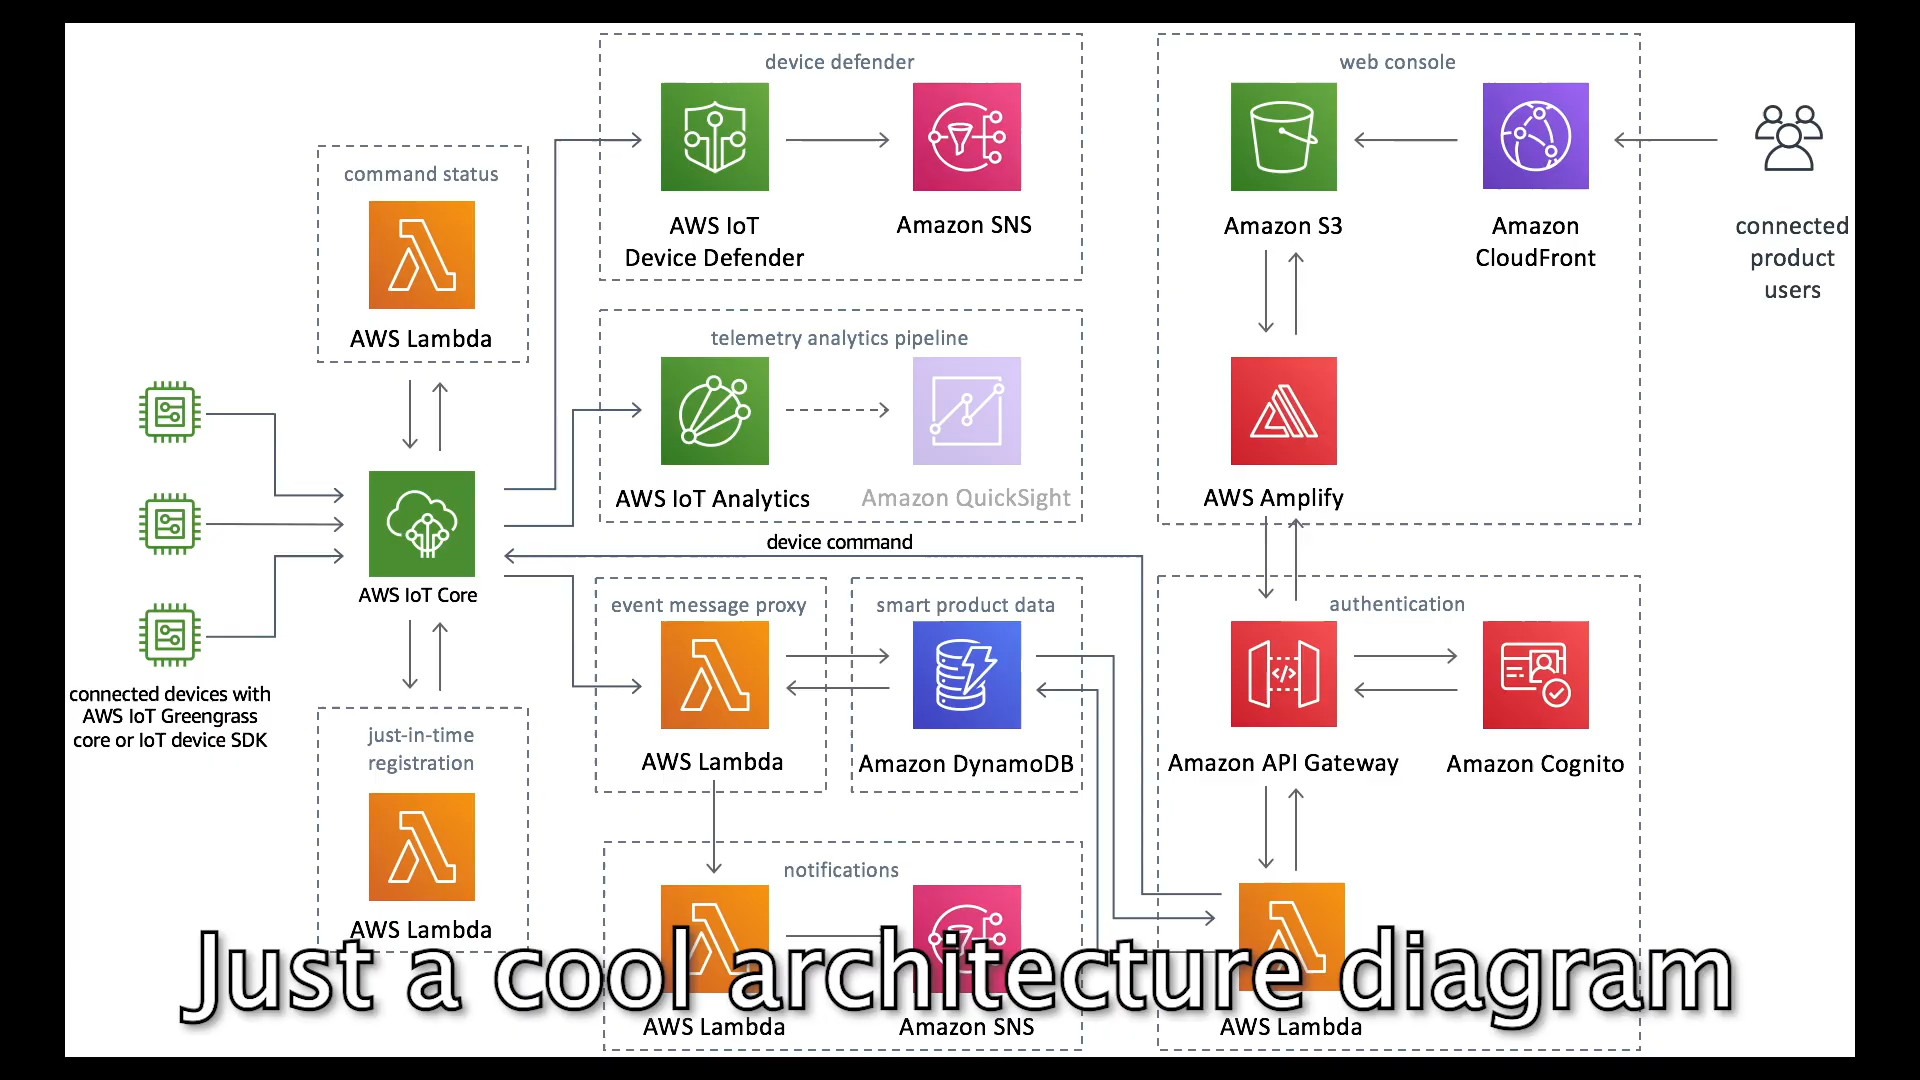 device defender
AWS IoT
Device Defender
Amazon SNS
web console
Amazon S3
Amazon
CloudFront
connected
product
users
command status
AWS Lambda
telemetry analytics pipeline
AWS IoT Analytics
Amazon QuickSight
AWS Amplify
device command
AWS IoT Core
connected devices with
AWS IoT Greengrass
core or IoT device SDK
event message proxy
AWS Lambda
smart product data
Amazon DynamoDB
authentication
Amazon API Gateway
Amazon Cognito
just-in-time
registration
AWS Lambda
notifications
AWS Lambda
Amazon SNS
AWS Lambda
Just a cool architecture diagram